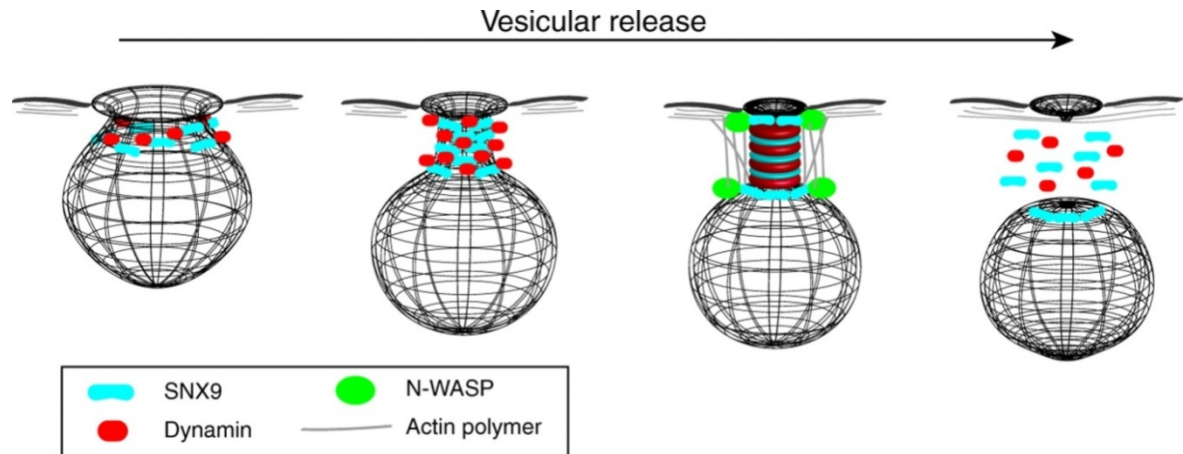 Vesicular release
SNX9
N-WASP
Dynamin
Actin polymer